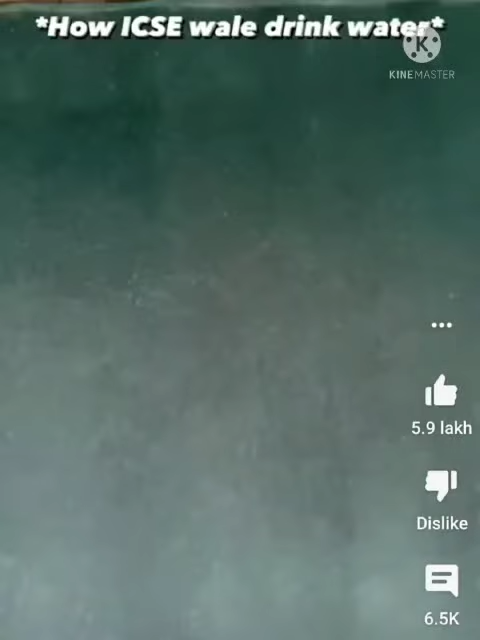 *How ICSE wale drink water*
K
KINEMASTER
5.9 lakh
Dislike
6.5K